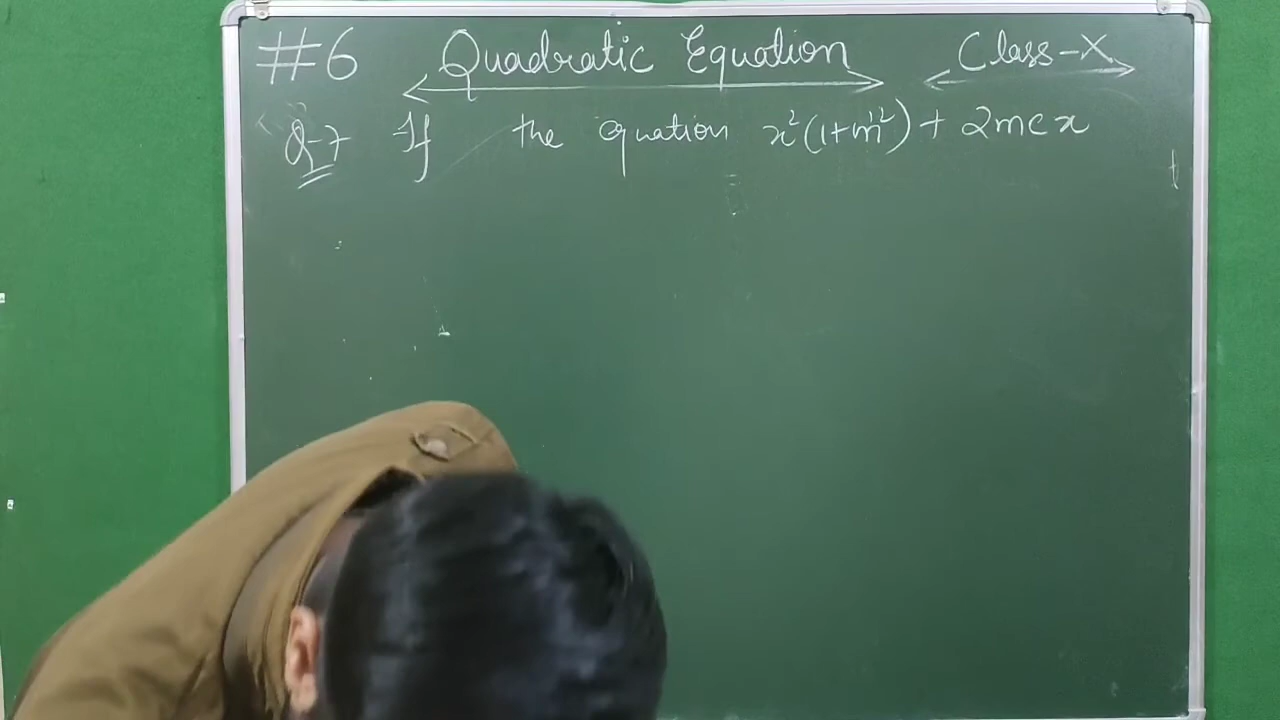 #6 Quadratic Equation Class-X
Q-7 If the equation x²(1+m²) + 2mcx